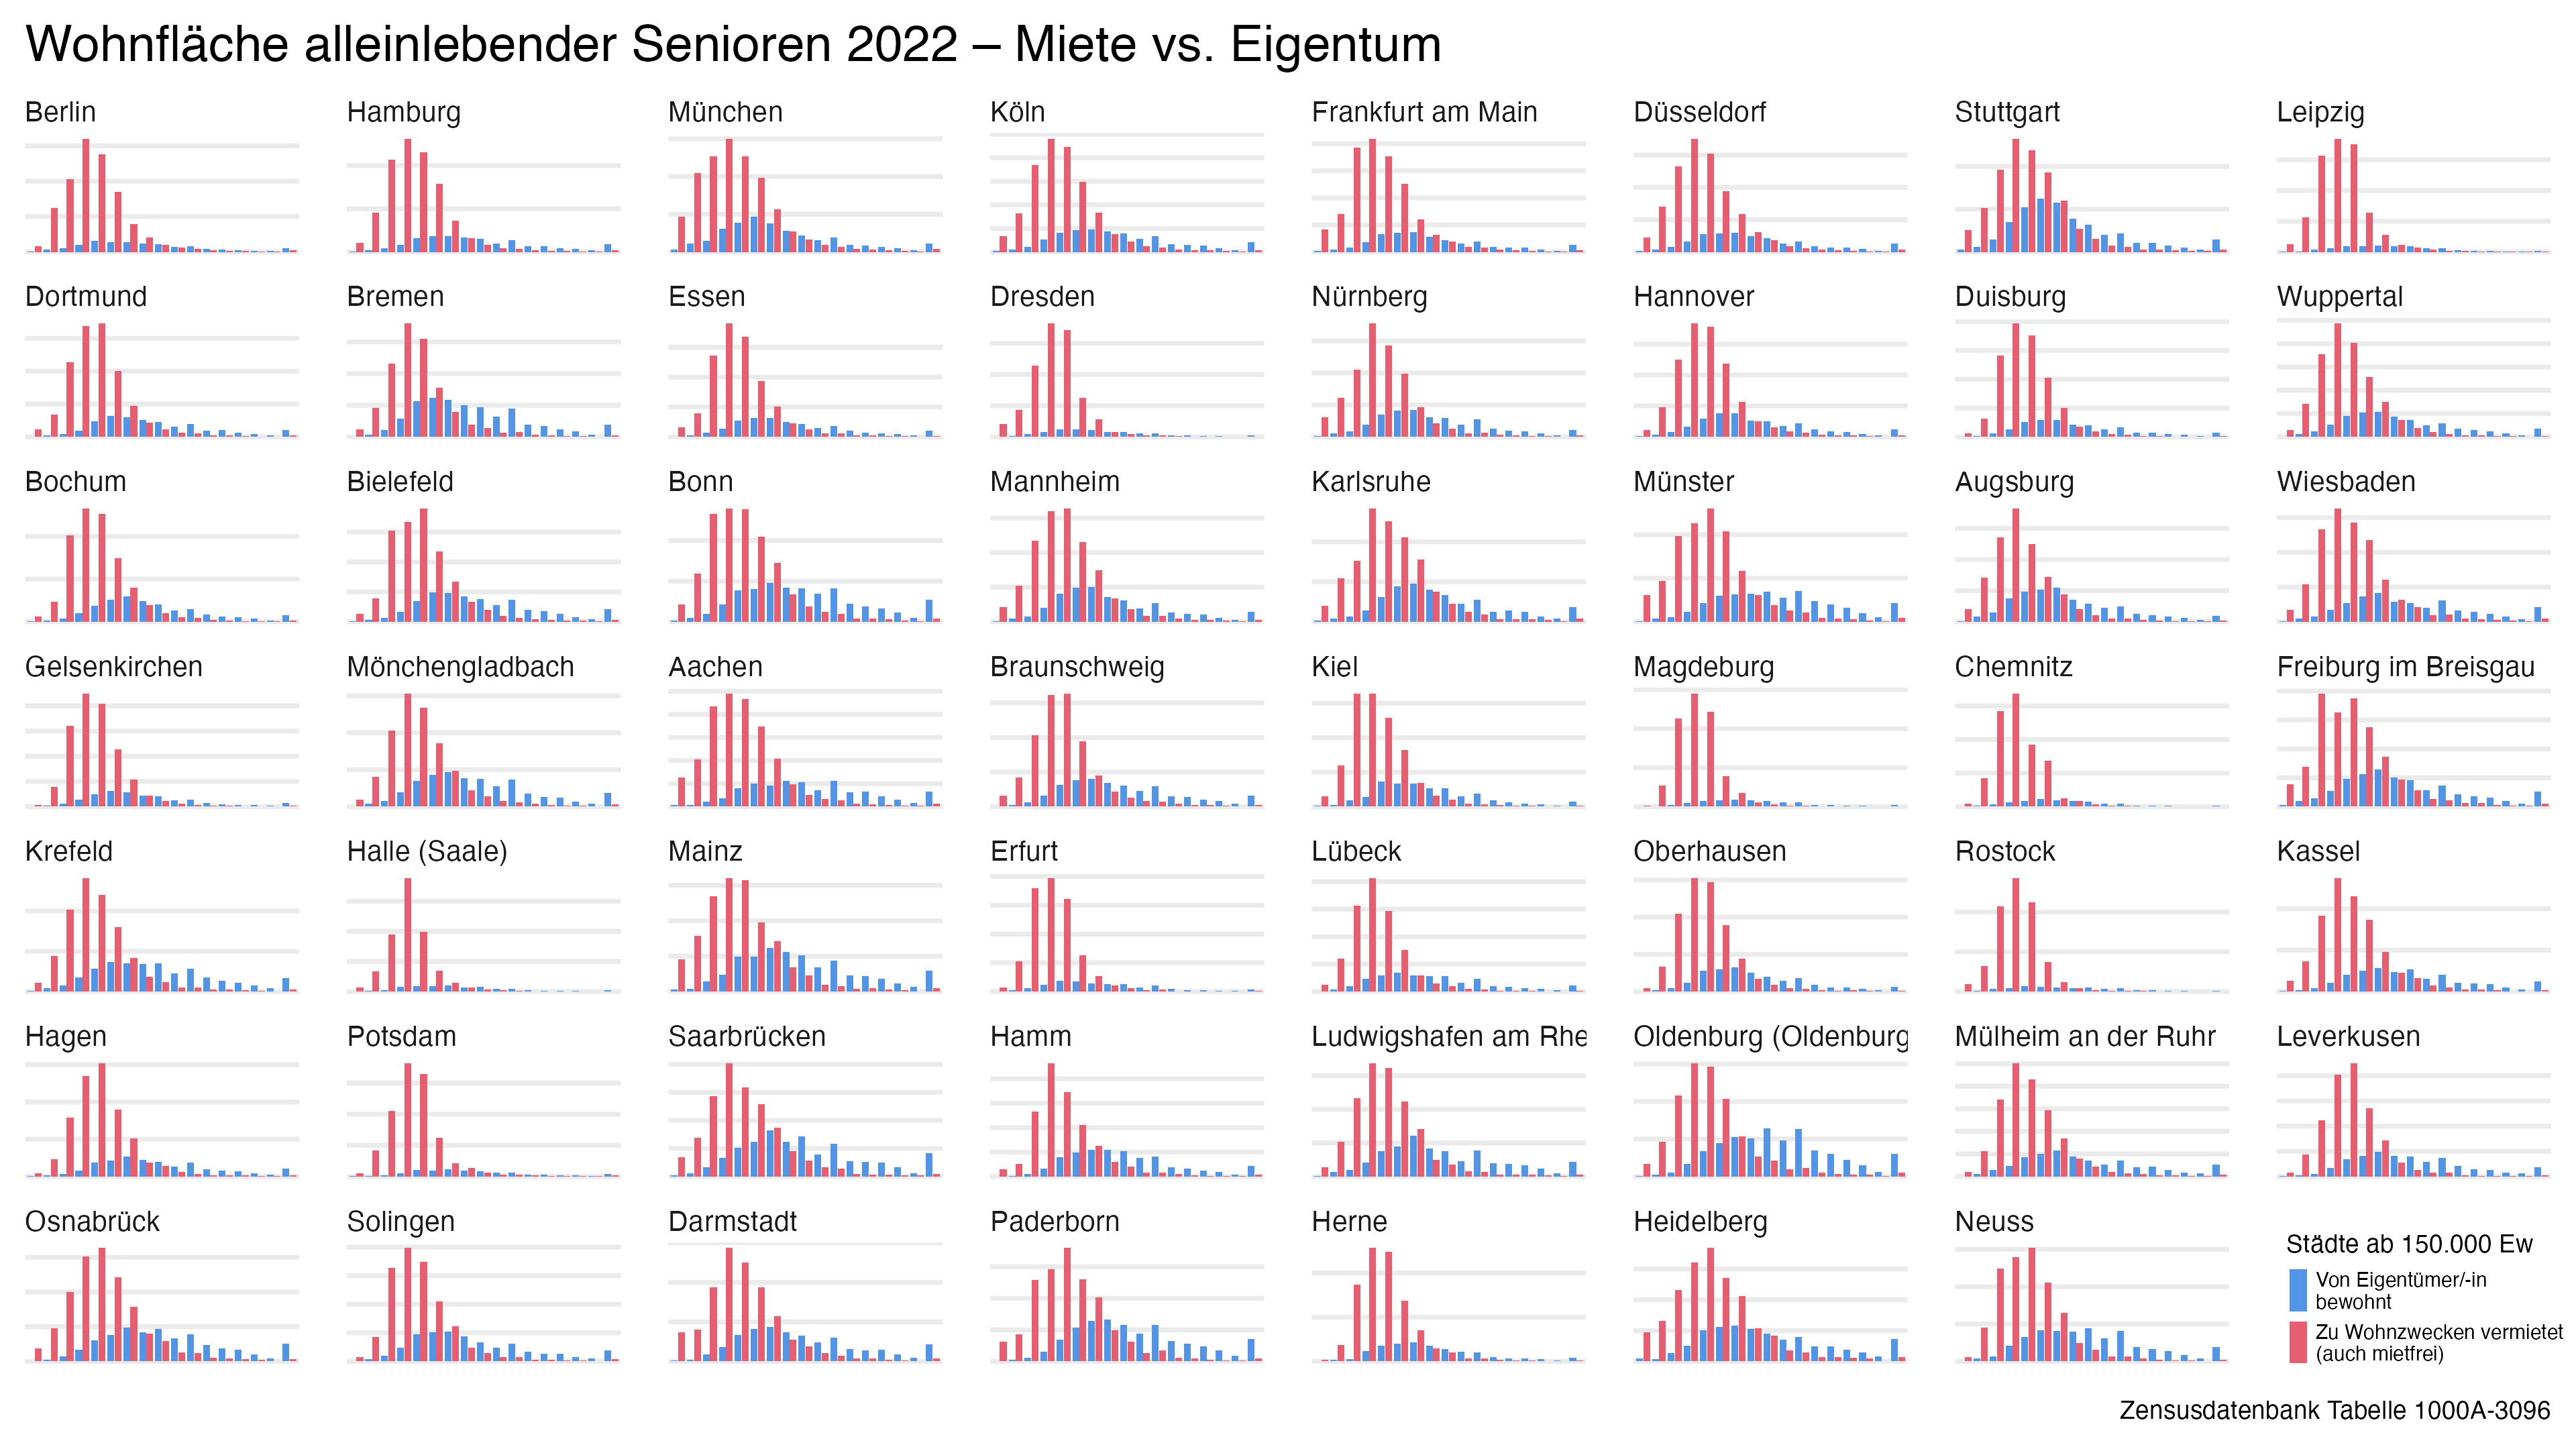 Wohnfläche alleinlebender Senioren 2022 – Miete vs. Eigentum
Berlin
Hamburg
München
Köln
Frankfurt am Main
Düsseldorf
Stuttgart
Leipzig
Dortmund
Bremen
Essen
Dresden
Nürnberg
Hannover
Duisburg
Wuppertal
Bochum
Bielefeld
Bonn
Mannheim
Karlsruhe
Münster
Augsburg
Wiesbaden
Gelsenkirchen
Mönchengladbach
Aachen
Braunschweig
Kiel
Magdeburg
Chemnitz
Freiburg im Breisgau
Krefeld
Halle (Saale)
Mainz
Erfurt
Lübeck
Oberhausen
Rostock
Kassel
Hagen
Potsdam
Saarbrücken
Hamm
Ludwigshafen am Rhe
Oldenburg (Oldenburg
Mülheim an der Ruhr
Leverkusen
Osnabrück
Solingen
Darmstadt
Paderborn
Herne
Heidelberg
Neuss
Städte ab 150.000 Ew
Von Eigentümer/-in
bewohnt
Zu Wohnzwecken vermietet
(auch mietfrei)
Zensusdatenbank Tabelle 1000A-3096